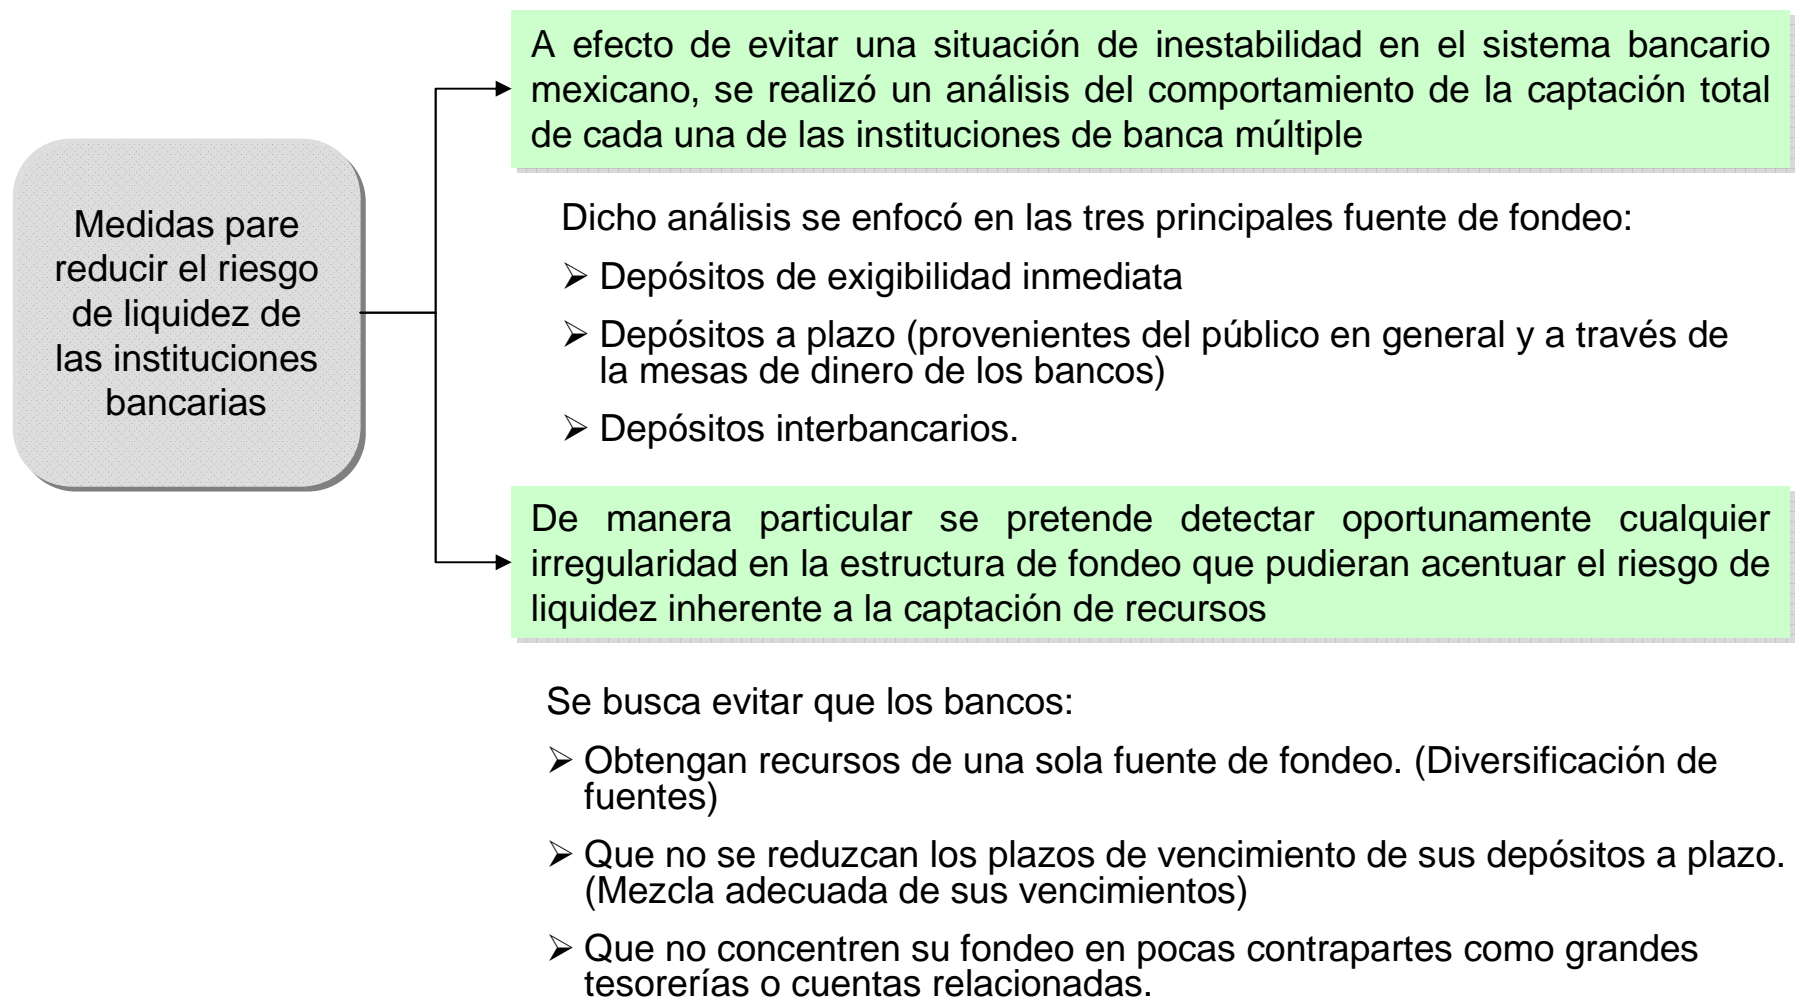 Medidas pare
reducir el riesgo
de liquidez de
las instituciones
bancarias
A efecto de evitar una situación de inestabilidad en el sistema bancario
mexicano, se realizó un análisis del comportamiento de la captación total
de cada una de las instituciones de banca múltiple
Dicho análisis se enfocó en las tres principales fuente de fondeo:
➢ Depósitos de exigibilidad inmediata
➢ Depósitos a plazo (provenientes del público en general y a través de
la mesas de dinero de los bancos)
➢ Depósitos interbancarios.
De manera particular se pretende detectar oportunamente cualquier
irregularidad en la estructura de fondeo que pudieran acentuar el riesgo de
liquidez inherente a la captación de recursos
Se busca evitar que los bancos:
➢ Obtengan recursos de una sola fuente de fondeo. (Diversificación de
fuentes)
➢ Que no se reduzcan los plazos de vencimiento de sus depósitos a plazo.
(Mezcla adecuada de sus vencimientos)
➢ Que no concentren su fondeo en pocas contrapartes como grandes
tesorerías o cuentas relacionadas.